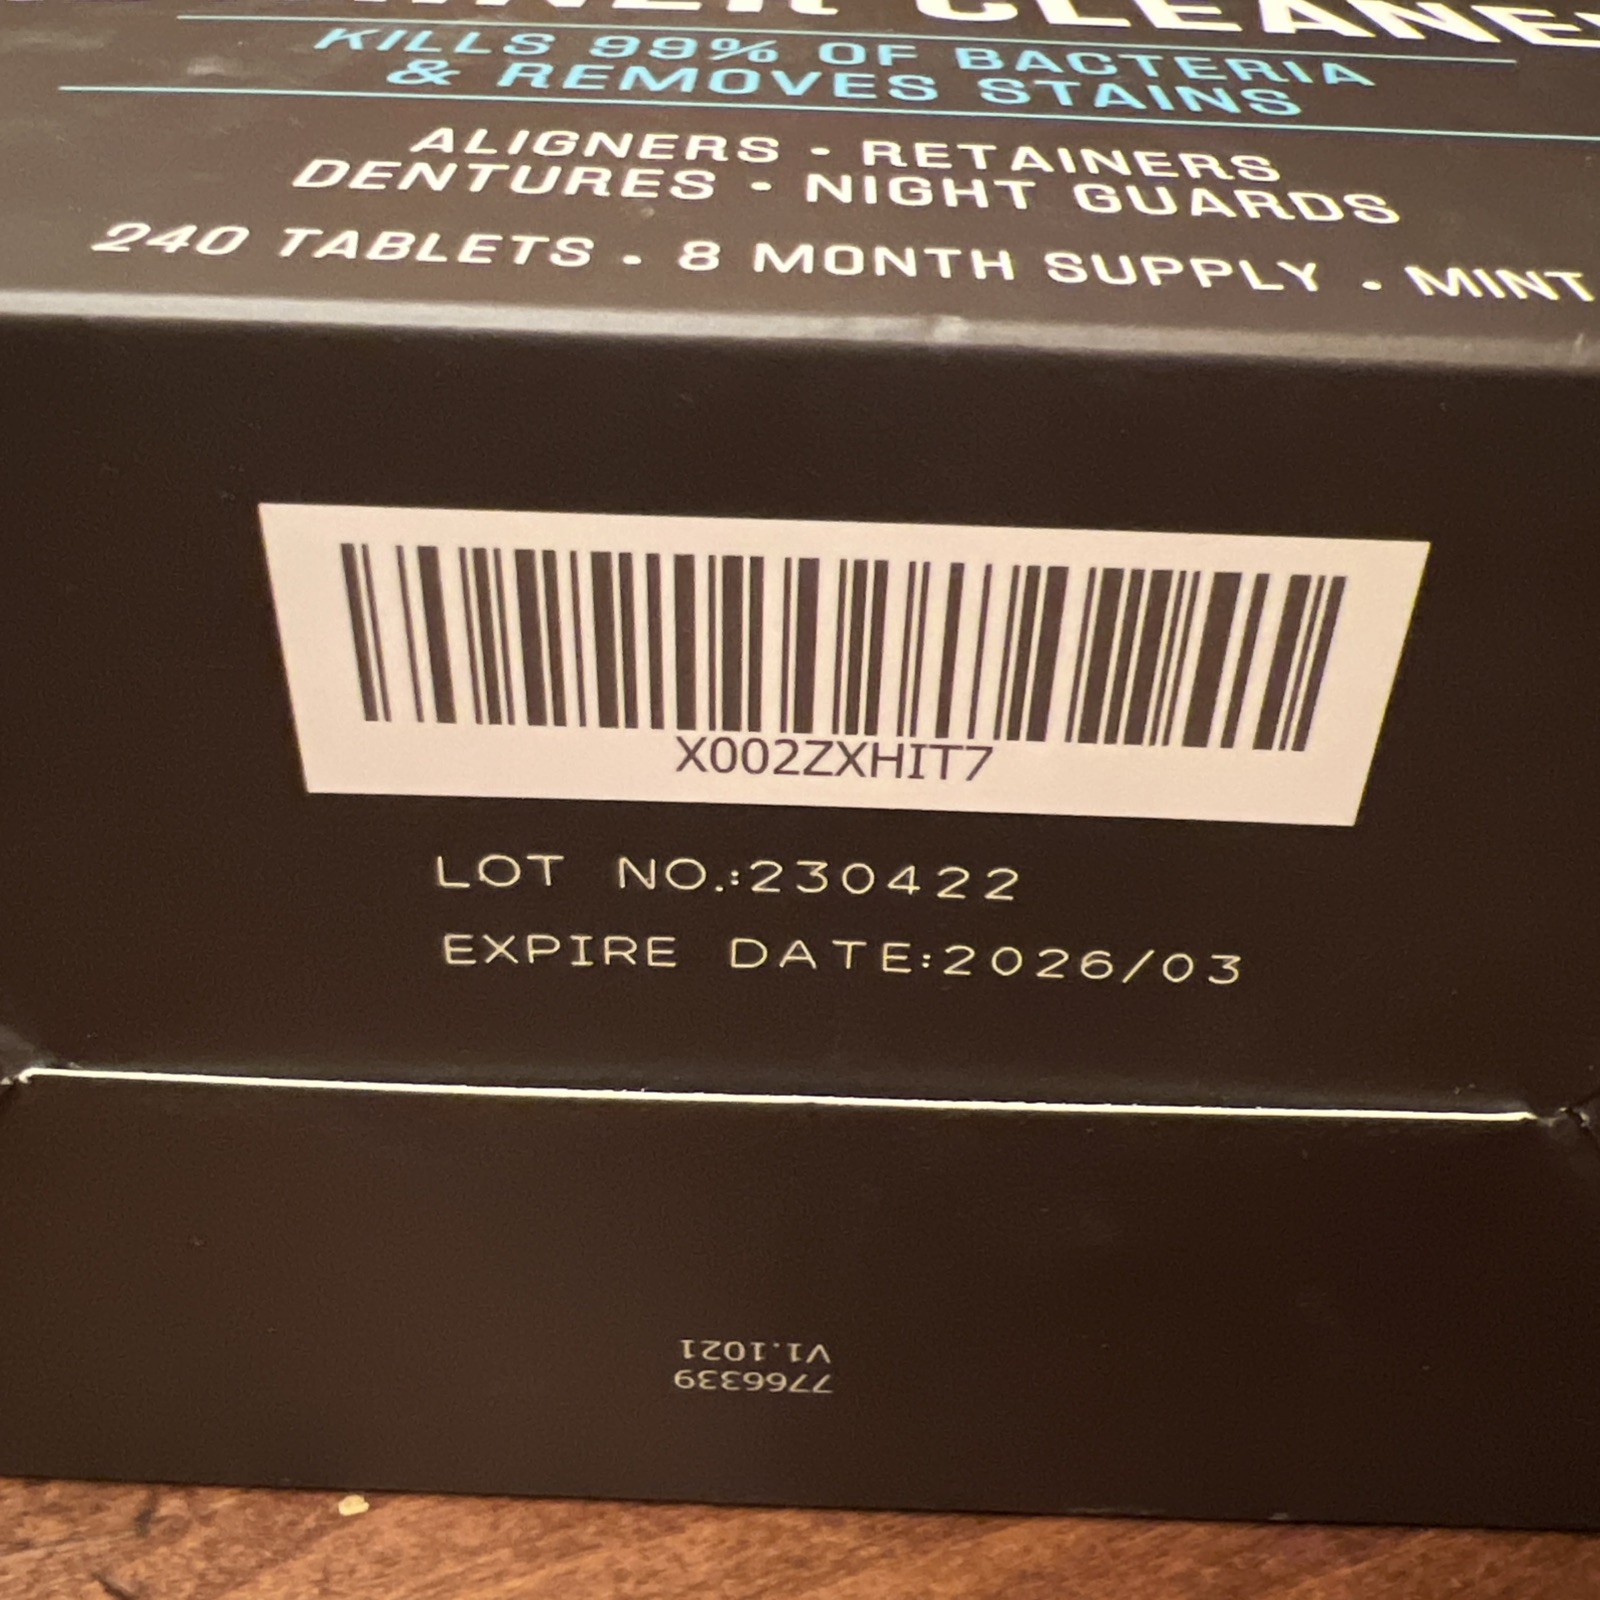 CLEANER
KILLS 99% OF BACTERIA
& REMOVES STAINS
ALIGNERS • RETAINERS
DENTURES • NIGHT GUARDS
240 TABLETS • 8 MONTH SUPPLY • MINT
X002ZXHIT7
LOT NO.:230422
EXPIRE DATE:2026/03
7766339
V1.1021